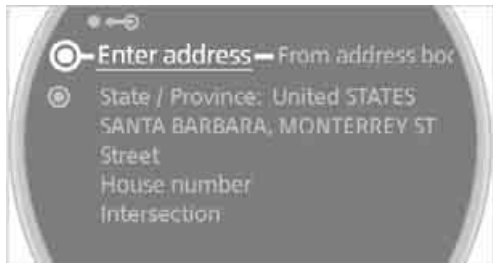 Enter address From address boo
State / Province: United STATES
SANTA BARBARA, MONTERREY ST
Street
House number
Intersection